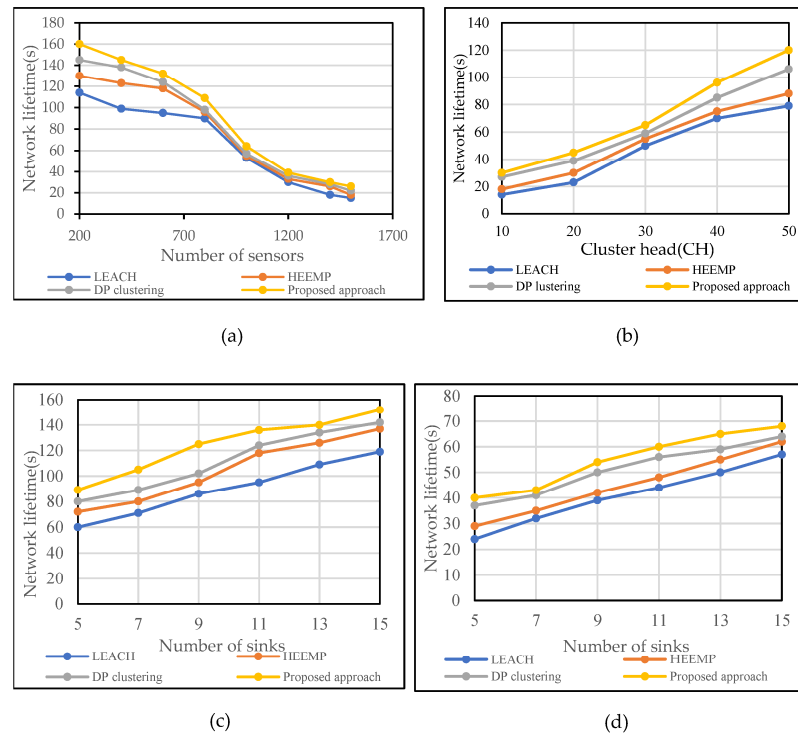 180
160
140
120
100
80
60
40
20
0
Network lifetime(s)
200 700 1200 1700
Number of sensors
LEACH HEEMP
DP clustering Proposed approach
(a)
140
120
100
80
60
40
20
0
Network lifetime(s)
10 20 30 40 50
Cluster head(CH)
LEACH HEEMP
DP lustering Proposed approach
(b)
160
140
120
100
80
60
40
20
0
Network lifetime(s)
5 7 9 11 13 15
Number of sinks
LEACH HEEMP
DP clustering Proposed approach
(c)
80
70
60
50
40
30
20
10
0
Network lifetime(s)
5 7 9 11 13 15
Number of sinks
LEACH HEEMP
DP clustering Proposed approach
(d)